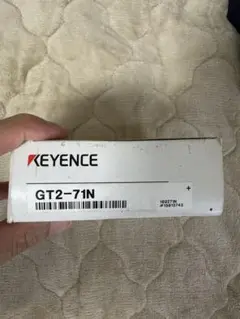 KEYENCE
GT2-71N
+